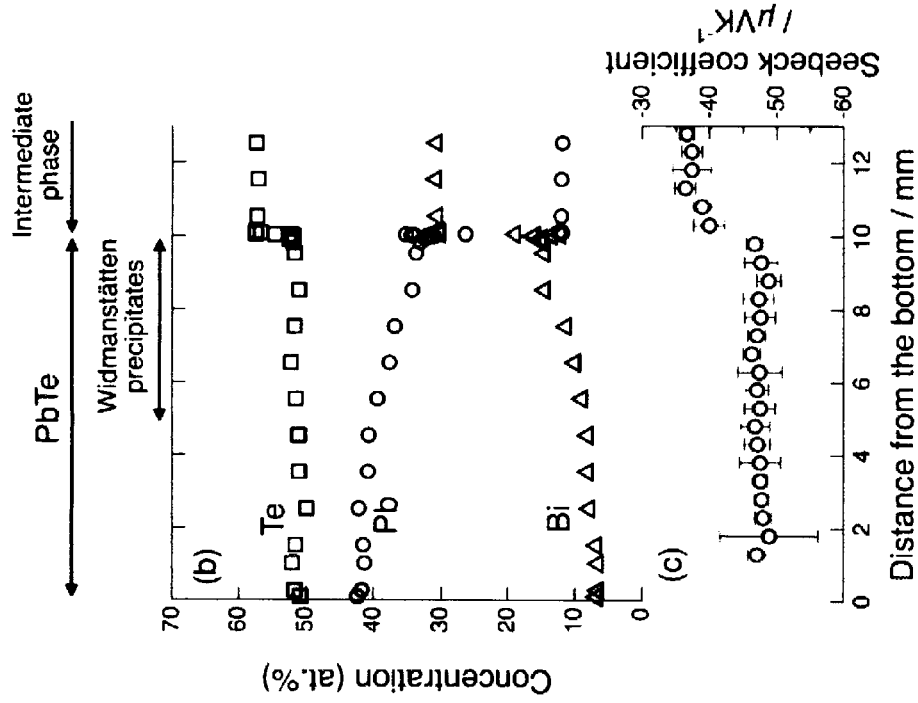 PbTe
Intermediate
phase
Widmanstätten
precipitates
(b)
Te
Pb
Bi
70
60
50
40
30
20
10
0
Concentration (at.%)
(c)
Seebeck coefficient
/ μVK⁻¹
-30
-40
-50
-60
0 2 4 6 8 10 12
Distance from the bottom / mm